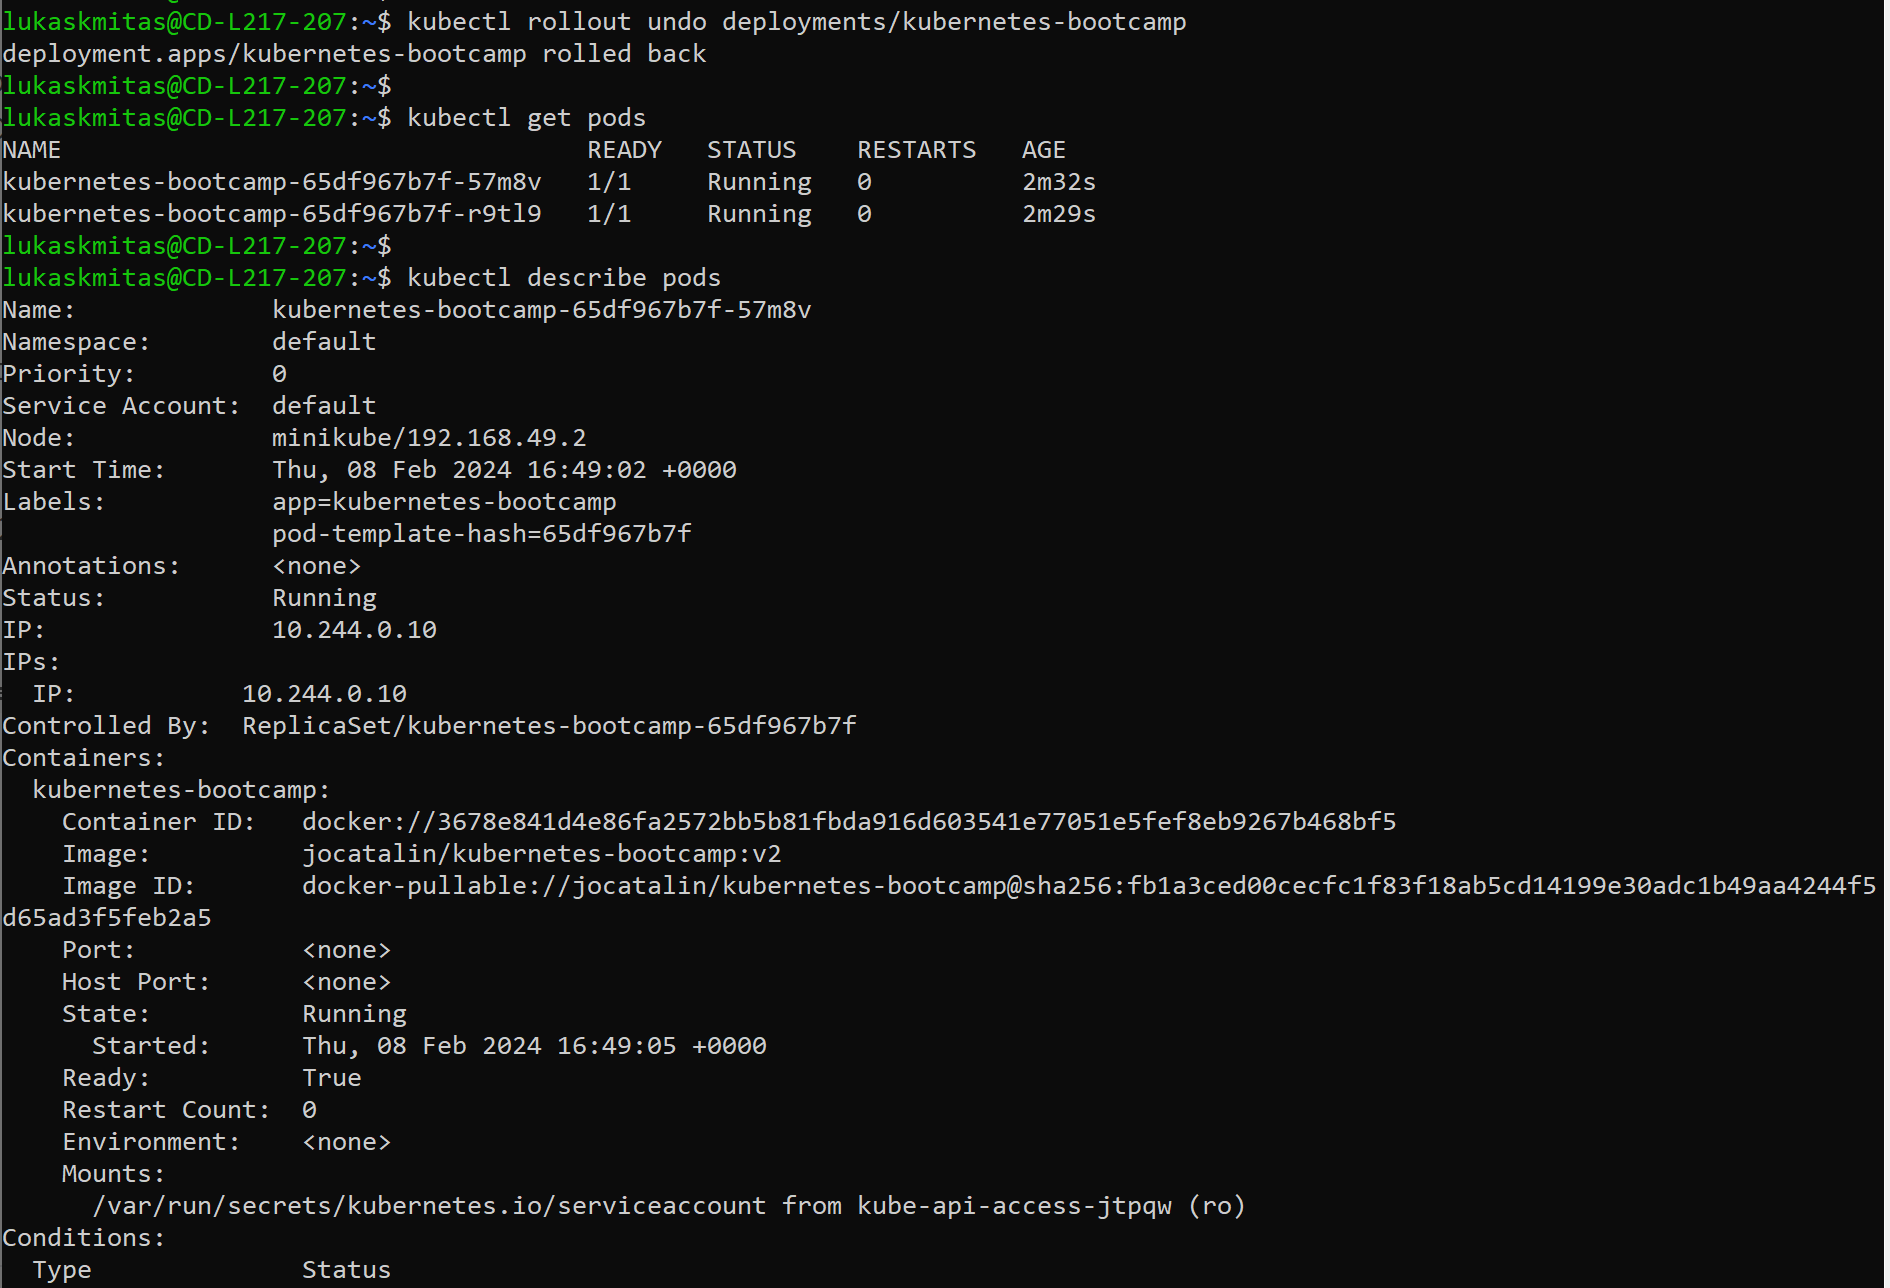 lukaskmitas@CD-L217-207:~$ kubectl rollout undo deployments/kubernetes-bootcamp
deployment.apps/kubernetes-bootcamp rolled back
lukaskmitas@CD-L217-207:~$
lukaskmitas@CD-L217-207:~$ kubectl get pods
NAME                                   READY   STATUS    RESTARTS   AGE
kubernetes-bootcamp-65df967b7f-57m8v   1/1     Running   0          2m32s
kubernetes-bootcamp-65df967b7f-r9tl9   1/1     Running   0          2m29s
lukaskmitas@CD-L217-207:~$
lukaskmitas@CD-L217-207:~$ kubectl describe pods
Name:             kubernetes-bootcamp-65df967b7f-57m8v
Namespace:        default
Priority:         0
Service Account:  default
Node:             minikube/192.168.49.2
Start Time:       Thu, 08 Feb 2024 16:49:02 +0000
Labels:           app=kubernetes-bootcamp
                  pod-template-hash=65df967b7f
Annotations:      <none>
Status:           Running
IP:               10.244.0.10
IPs:
  IP:           10.244.0.10
Controlled By:  ReplicaSet/kubernetes-bootcamp-65df967b7f
Containers:
  kubernetes-bootcamp:
    Container ID:   docker://3678e841d4e86fa2572bb5b81fbda916d603541e77051e5fef8eb9267b468bf5
    Image:          jocatalin/kubernetes-bootcamp:v2
    Image ID:       docker-pullable://jocatalin/kubernetes-bootcamp@sha256:fb1a3ced00cecfc1f83f18ab5cd14199e30adc1b49aa4244f5
d65ad3f5feb2a5
    Port:           <none>
    Host Port:      <none>
    State:          Running
      Started:      Thu, 08 Feb 2024 16:49:05 +0000
    Ready:          True
    Restart Count:  0
    Environment:    <none>
    Mounts:
      /var/run/secrets/kubernetes.io/serviceaccount from kube-api-access-jtpqw (ro)
Conditions:
  Type              Status